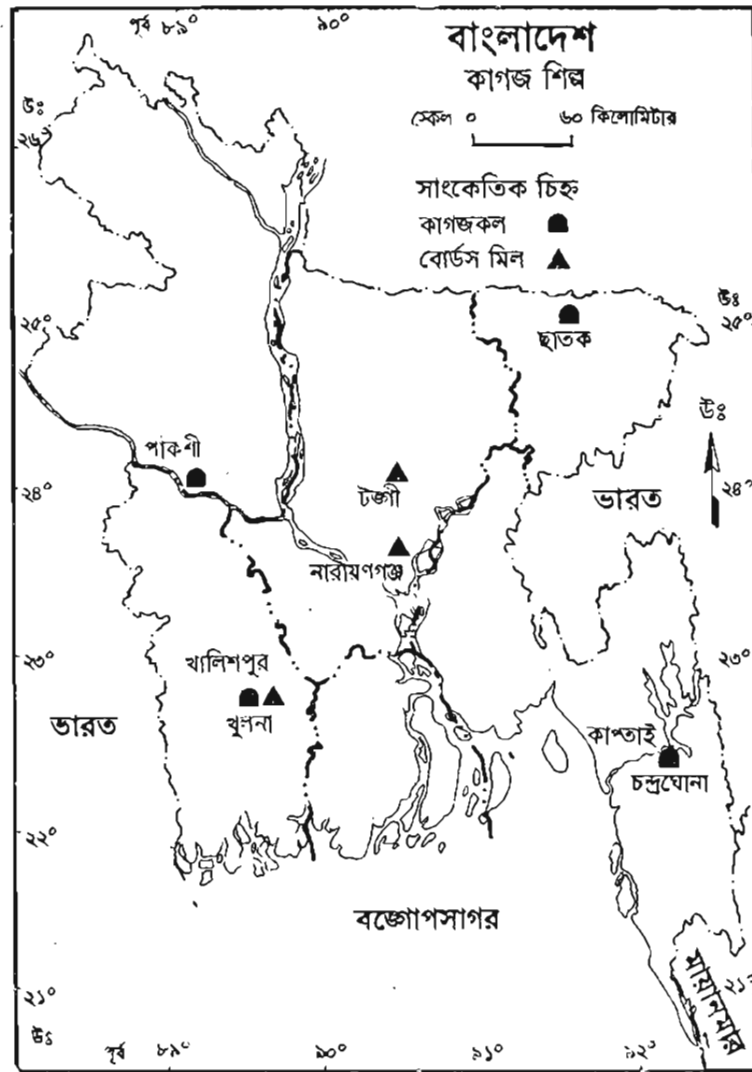 পূর্ব ৮৯° ৯০°
বাংলাদেশ
কাগজ শিল্প
স্কেল ০ ৬০ কিলোমিটার
উঃ
২৬°
সাংকেতিক চিহ্ন
কাগজকল
বোর্ডস মিল
২৫°
ছাতক
উঃ
২৫°
উঃ
পাকশী
২৪°
টঙ্গী
ভারত
২৪°
নারায়ণগঞ্জ
২৩°
খালিশপুর
২৩°
ভারত
খুলনা
কাপ্তাই
চন্দ্রঘোনা
২২°
বঙ্গোপসাগর
মায়ানমার
২১°
২১°
উঃ
পূর্ব ৮৯° ৯০° ৯১° ৯২°